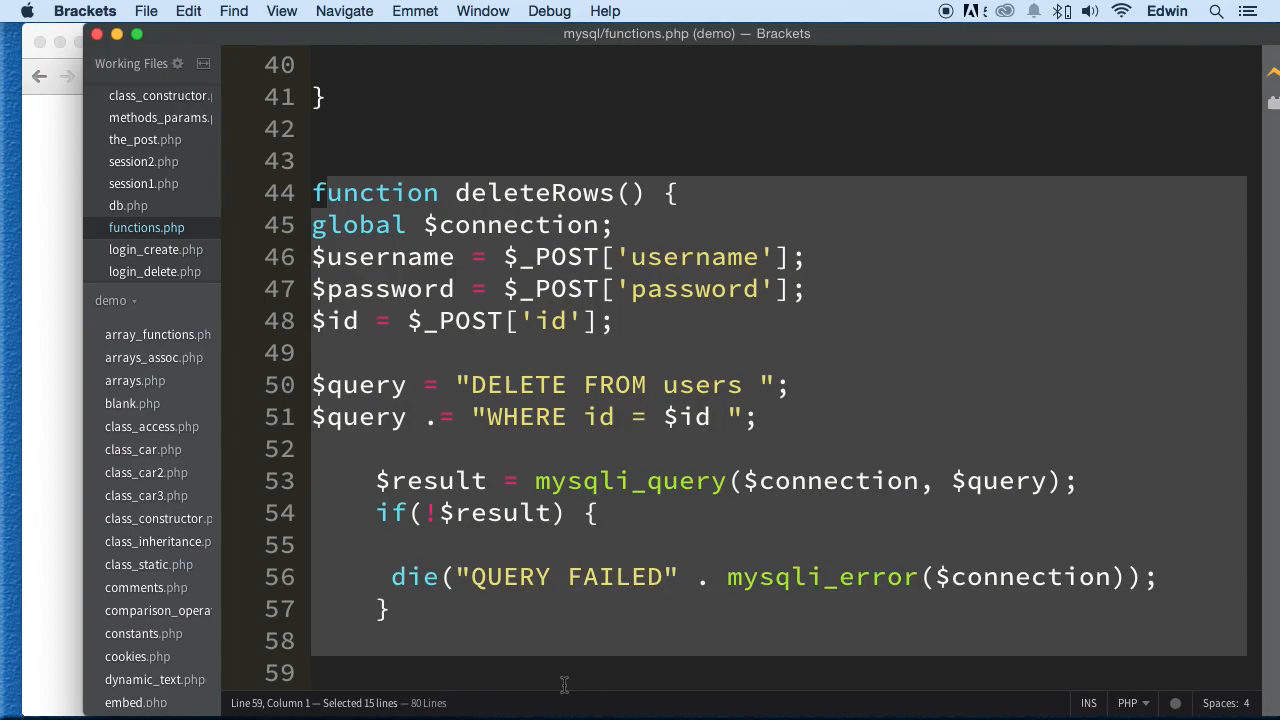 Brackets File Edit Find View Navigate Emmet Window Debug Help 5 Edwin
mysql/functions.php (demo) — Brackets
Working Files
class_constructor.p
methods_params.p
the_post.php
session2.php
session1.php
db.php
functions.php
login_create.php
login_delete.php
demo
array_functions.ph
arrays_assoc.php
arrays.php
blank.php
class_access.php
class_car.php
class_car2.php
class_car3.php
class_constructor.p
class_inheritance.p
class_static.php
comments.php
comparison_opera
constants.php
cookies.php
dynamic_text.php
embed.php
40
41 }
42
43
44 function deleteRows() {
45 global $connection;
46 $username = $_POST['username'];
47 $password = $_POST['password'];
48 $id = $_POST['id'];
49
50 $query = "DELETE FROM users ";
51 $query .= "WHERE id = $id ";
52
53 $result = mysqli_query($connection, $query);
54 if(!$result) {
55
56 die("QUERY FAILED" . mysqli_error($connection));
57 }
58
59
Line 59, Column 1 — Selected 15 lines — 80 Lines INS PHP Spaces: 4